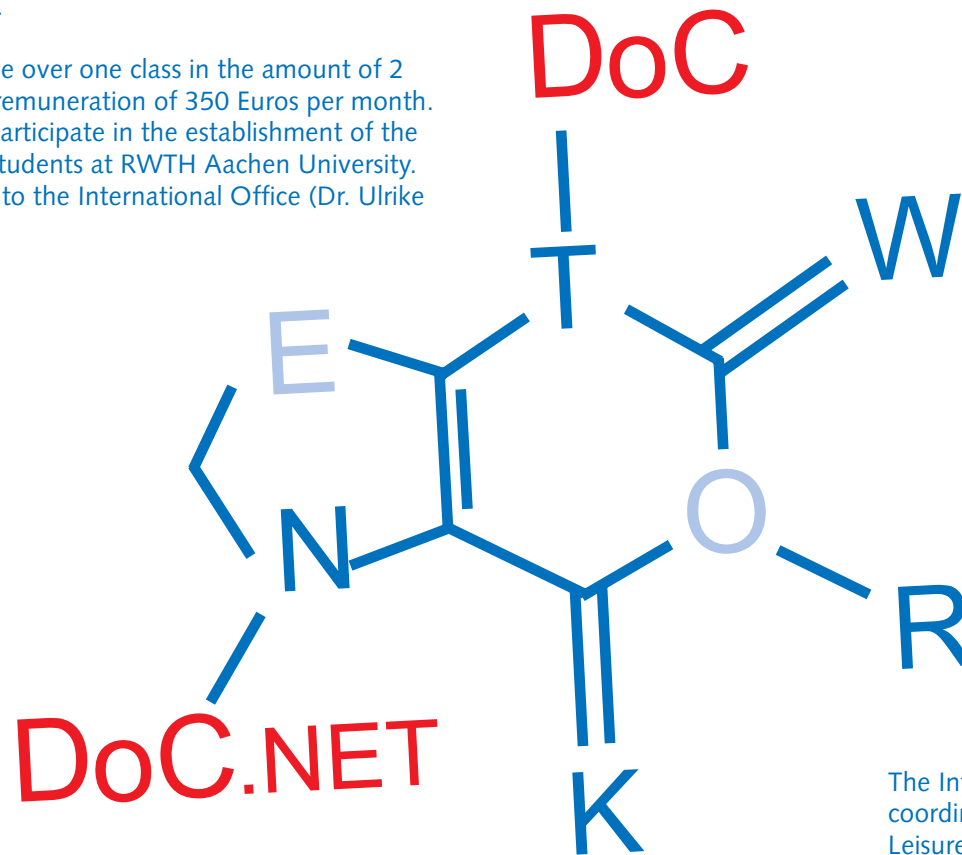 e over one class in the amount of 2
remuneration of 350 Euros per month.
articipate in the establishment of the
tudents at RWTH Aachen University.
to the International Office (Dr. Ulrike
DoC
W
T
E
O
N
R
DoC.NET
K
The In
coordin
Leisure